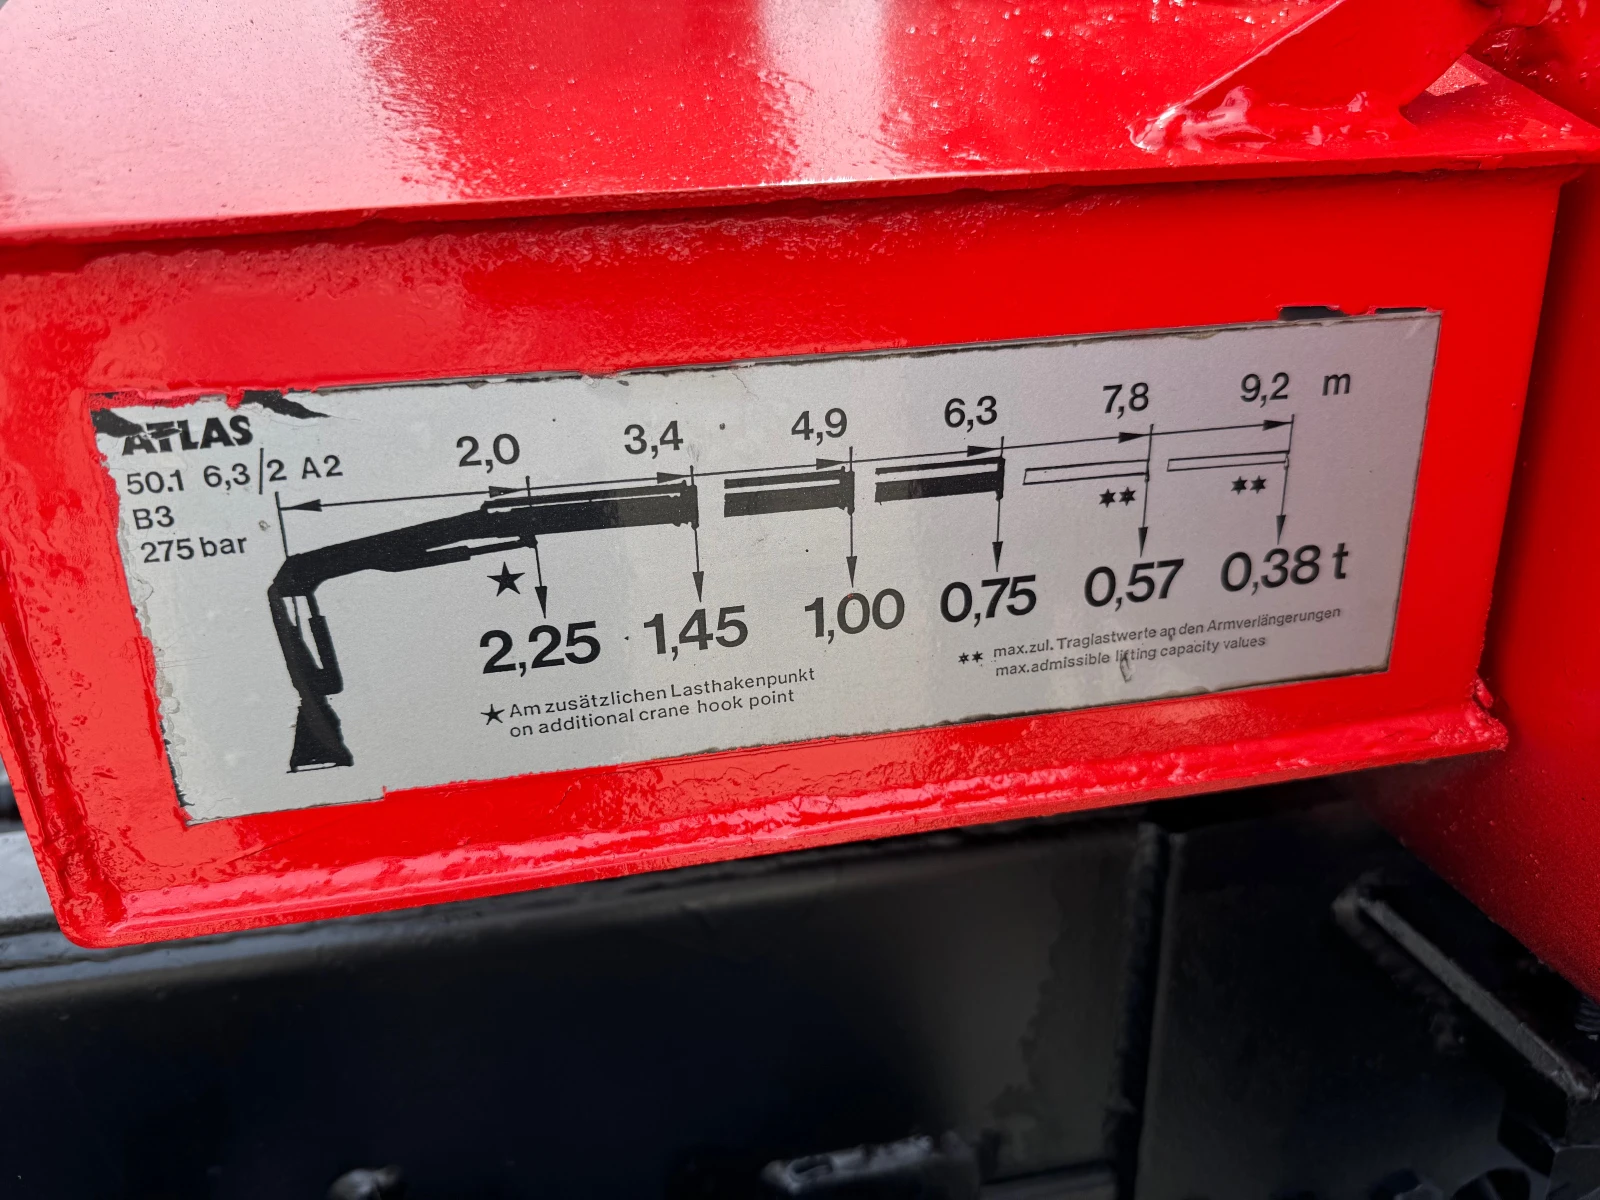 ATLAS
50.1 6,3/2 A2
B3
275 bar
2,0 3,4 4,9 6,3 7,8 9,2 m
★ ** **
2,25 1,45 1,00 0,75 0,57 0,38 t
★ Am zusätzlichen Lasthakenpunkt
on additional crane hook point
** max.zul. Traglastwerte an den Armverlängerungen
max.admissible lifting capacity values